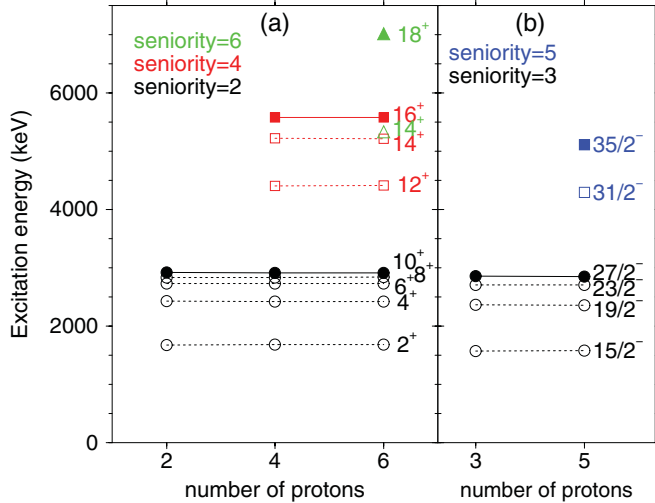 (a)
(b)
seniority=6
seniority=4
seniority=2
seniority=5
seniority=3
18⁺
16⁺
14⁺
14⁺
12⁺
10⁺
8⁺
6⁺
4⁺
2⁺
35/2⁻
31/2⁻
27/2⁻
23/2⁻
19/2⁻
15/2⁻
Excitation energy (keV)
6000
4000
2000
0
2
4
6
3
5
number of protons
number of protons